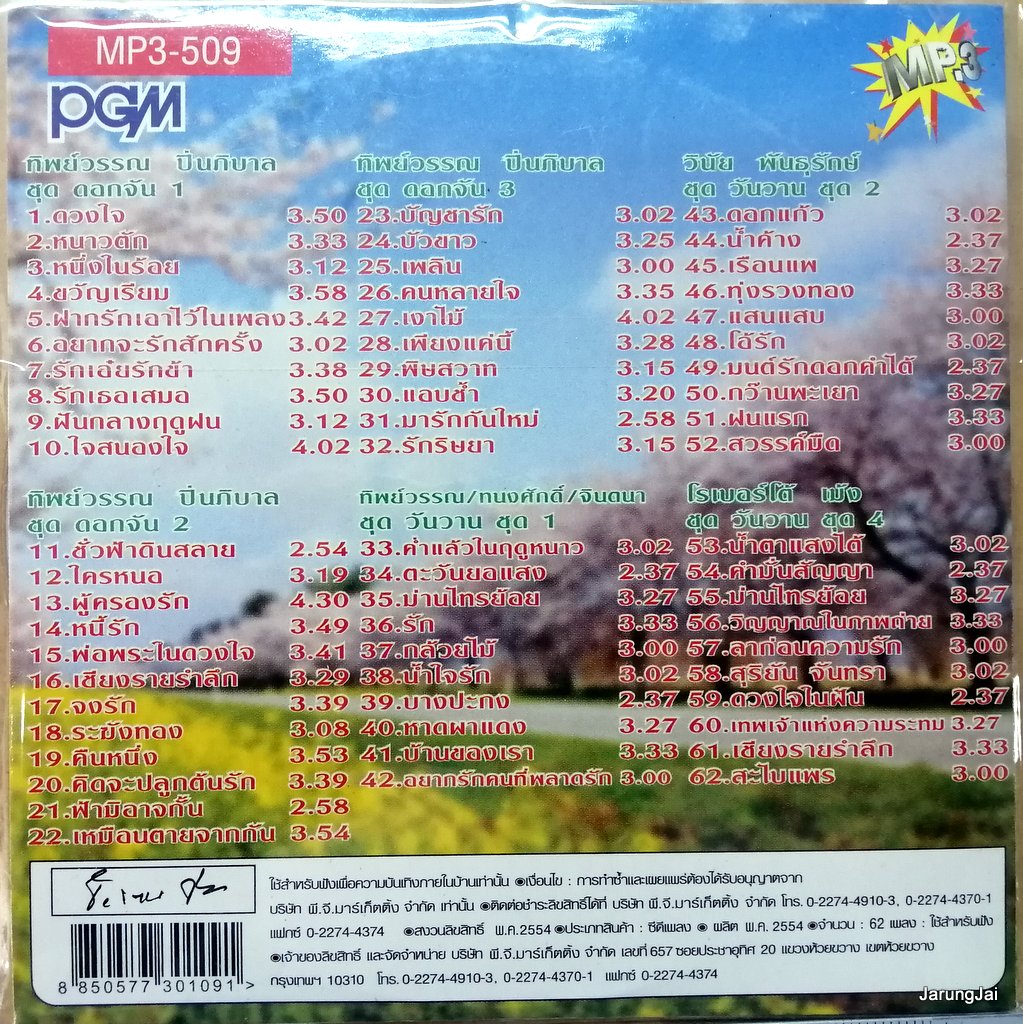 MP3-509
MP.3
PGM
ทิพย์วรรณ ปิ่นภิบาล
ชุด ดอกจัน 1
1.ดวงใจ 3.50
2.หนาวตัก 3.33
3.หนึ่งในร้อย 3.12
4.ขวัญเรียม 3.58
5.ฝากรักเอาไว้ในเพลง 3.42
6.อยากจะรักสักครั้ง 3.02
7.รักเอ๋ยรักข้า 3.38
8.รักเธอเสมอ 3.50
9.ฝันกลางฤดูฝน 3.12
10.ใจสนองใจ 4.02
ทิพย์วรรณ ปิ่นภิบาล
ชุด ดอกจัน 2
11.ชั่วฟ้าดินสลาย 2.54
12.ใครหนอ 3.19
13.ผู้ครองรัก 4.30
14.หนี้รัก 3.49
15.พ่อพระในดวงใจ 3.41
16.เชียงรายรำลึก 3.29
17.จงรัก 3.39
18.ระฆังทอง 3.08
19.คืนหนึ่ง 3.53
20.คิดจะปลูกต้นรัก 3.39
21.ฟ้ามิอาจกั้น 2.58
22.เหมือนตายจากกัน 3.54
ทิพย์วรรณ ปิ่นภิบาล
ชุด ดอกจัน 3
23.บัญชารัก 3.02
24.บัวขาว 3.25
25.เพลิน 3.00
26.คนหลายใจ 3.35
27.เงาไม้ 4.02
28.เพียงแค่นี้ 3.28
29.พิษสวาท 3.15
30.แอบช้ำ 3.20
31.มารักกันใหม่ 2.58
32.รักริษยา 3.15
ทิพย์วรรณ/ทนงศักดิ์/จินตนา
ชุด วันวาน ชุด 1
33.ค่ำแล้วในฤดูหนาว 3.02
34.ตะวันยอแสง 2.37
35.ม่านไทรย้อย 3.27
36.รัก 3.33
37.กล้วยไม้ 3.00
38.น้ำใจรัก 3.02
39.บางปะกง 2.37
40.หาดผาแดง 3.27
41.บ้านของเรา 3.33
42.อยากรักคนที่พลาดรัก 3.00
วินัย พันธุรักษ์
ชุด วันวาน ชุด 2
43.ดอกแก้ว 3.02
44.น้ำค้าง 2.37
45.เรือนแพ 3.27
46.ทุ่งรวงทอง 3.33
47.แสนแสบ 3.00
48.โอ้รัก 3.02
49.มนต์รักดอกคำใต้ 2.37
50.กว๊านพะเยา 3.27
51.ฝนแรก 3.33
52.สวรรค์มืด 3.00
โรเบอร์โต้ เม้ง
ชุด วันวาน ชุด 4
53.น้ำตาแสงไต้ 3.02
54.คำมั่นสัญญา 2.37
55.ม่านไทรย้อย 3.27
56.วิญญาณในภาพถ่าย 3.33
57.ลาก่อนความรัก 3.00
58.สุริยัน จันทรา 3.02
59.ดวงใจในฝัน 2.37
60.เทพเจ้าแห่งความระทม 3.27
61.เชียงรายรำลึก 3.33
62.สะไบแพร 3.00
ใช้สำหรับฟังเพื่อความบันเทิงภายในบ้านเท่านั้น ●เงื่อนไข : การทำซ้ำและเผยแพร่ต้องได้รับอนุญาตจาก
บริษัท พี.จี.มาร์เก็ตติ้ง จำกัด เท่านั้น ●ติดต่อชำระลิขสิทธิ์ได้ที่ บริษัท พี.จี.มาร์เก็ตติ้ง จำกัด โทร. 0-2274-4910-3, 0-2274-4370-1
แฟกซ์ 0-2274-4374 ●สงวนลิขสิทธิ์ พ.ศ.2554 ●ประเภทสินค้า : ซีดีเพลง ● ผลิต พ.ศ.2554 ●จำนวน : 62 เพลง : ใช้สำหรับฟัง
●เจ้าของลิขสิทธิ์ และจัดจำหน่าย บริษัท พี.จี.มาร์เก็ตติ้ง จำกัด เลขที่ 657 ซอยประชาอุทิศ 20 แขวงห้วยขวาง เขตห้วยขวาง
กรุงเทพฯ 10310 โทร. 0-2274-4910-3, 0-2274-4370-1 แฟกซ์ 0-2274-4374
8 850577 301091 >
JarungJai